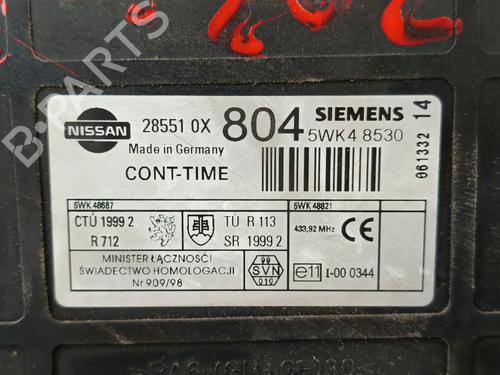 NISSAN
28551 0X 804
SIEMENS
5WK4 8530
Made in Germany
CONT-TIME
061332 14
5WK 48687
5WK 48821
CTÚ 1999 2
R 712
TÚ R 113
SR 1999 2
433,92 MHz
CE
MINISTER ŁĄCZNOŚCI
ŚWIADECTWO HOMOLOGACJI
Nr 909/98
99
SVN
010
e11
I-00 0344
B-PARTS